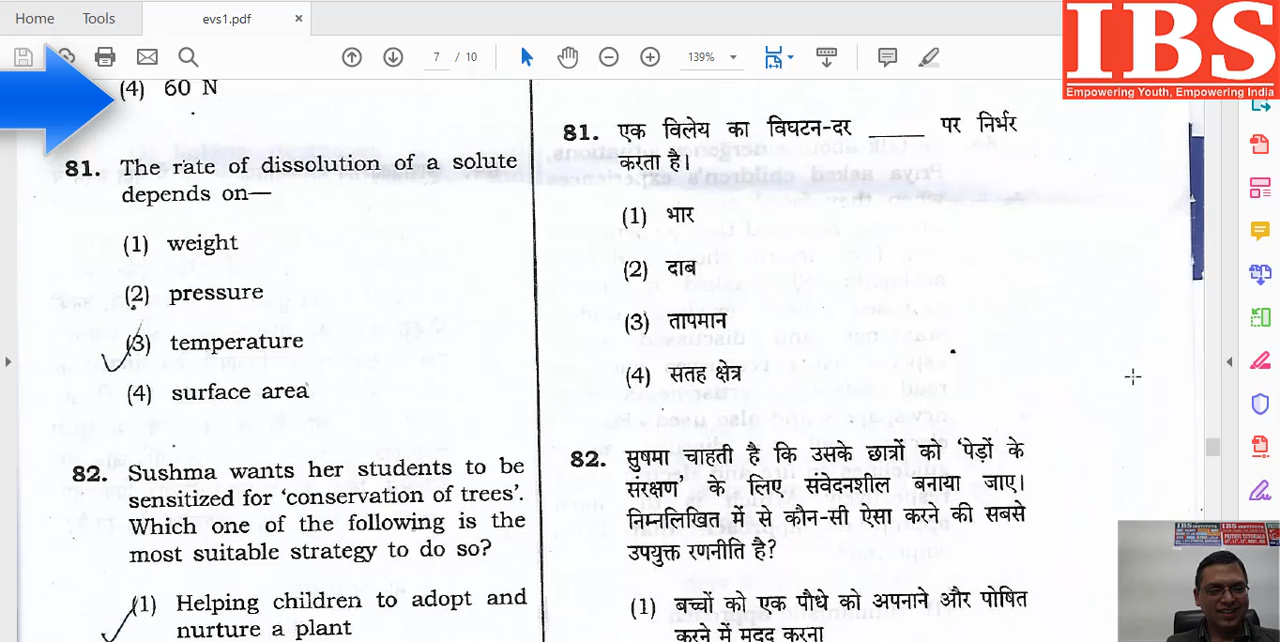 Home Tools evs1.pdf ×
7 / 10 139%
IBS
Empowering Youth, Empowering India
(4) 60 N
81. The rate of dissolution of a solute
depends on—
(1) weight
(2) pressure
(3) temperature
(4) surface area
82. Sushma wants her students to be
sensitized for ‘conservation of trees’.
Which one of the following is the
most suitable strategy to do so?
(1) Helping children to adopt and
nurture a plant
81. एक विलेय का विघटन-दर ____ पर निर्भर
करता है।
(1) भार
(2) दाब
(3) तापमान
(4) सतह क्षेत्र
82. सुषमा चाहती है कि उसके छात्रों को ‘पेड़ों के
संरक्षण’ के लिए संवेदनशील बनाया जाए।
निम्नलिखित में से कौन-सी ऐसा करने की सबसे
उपयुक्त रणनीति है?
(1) बच्चों को एक पौधे को अपनाने और पोषित
करने में मदद करना